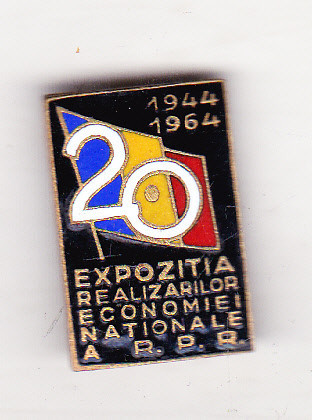 1944
1964
20
EXPOZITIA
REALIZARILOR
ECONOMIEI
NATIONALE
A R.P.R.